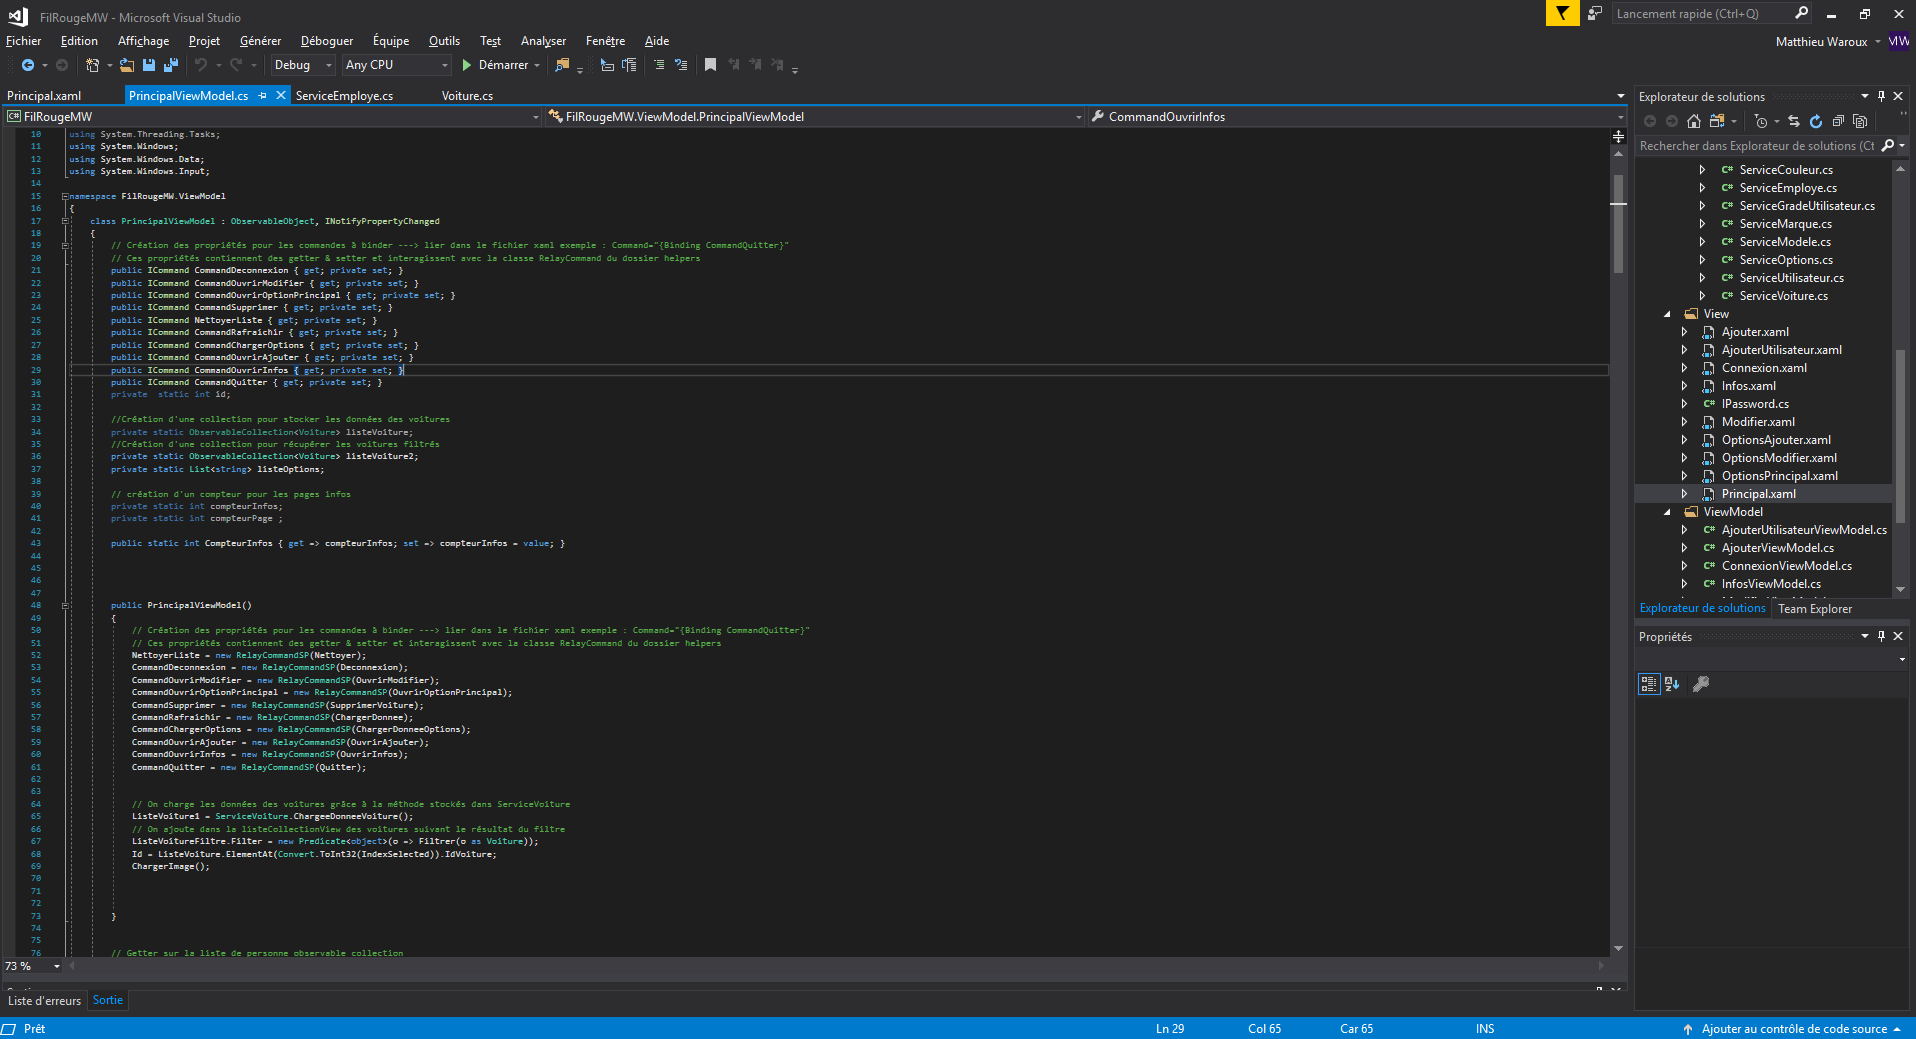 FilRougeMW - Microsoft Visual Studio
Lancement rapide (Ctrl+Q)
Fichier Edition Affichage Projet Générer Déboguer Équipe Outils Test Analyser Fenêtre Aide
Matthieu Waroux MW
Debug Any CPU Démarrer
Principal.xaml PrincipalViewModel.cs ServiceEmploye.cs Voiture.cs
C# FilRougeMW FilRougeMW.ViewModel.PrincipalViewModel CommandOuvrirInfos
10 using System.Threading.Tasks;
11 using System.Windows;
12 using System.Windows.Data;
13 using System.Windows.Input;
14
15 namespace FilRougeMW.ViewModel
16 {
17 class PrincipalViewModel : ObservableObject, INotifyPropertyChanged
18 {
19 // Création des propriétés pour les commandes à binder ---> lier dans le fichier xaml exemple : Command="{Binding CommandQuitter}"
20 // Ces propriétés contiennent des getter & setter et interagissent avec la classe RelayCommand du dossier helpers
21 public ICommand CommandDeconnexion { get; private set; }
22 public ICommand CommandOuvrirModifier { get; private set; }
23 public ICommand CommandOuvrirOptionPrincipal { get; private set; }
24 public ICommand CommandSupprimer { get; private set; }
25 public ICommand NettoyerListe { get; private set; }
26 public ICommand CommandRafraichir { get; private set; }
27 public ICommand CommandChargerOptions { get; private set; }
28 public ICommand CommandOuvrirAjouter { get; private set; }
29 public ICommand CommandOuvrirInfos { get; private set; }
30 public ICommand CommandQuitter { get; private set; }
31 private static int id;
32
33 //Création d'une collection pour stocker les données des voitures
34 private static ObservableCollection<Voiture> listeVoiture;
35 //Création d'une collection pour récupérer les voitures filtrés
36 private static ObservableCollection<Voiture> listeVoiture2;
37 private static List<string> listeOptions;
38
39 // création d'un compteur pour les pages infos
40 private static int compteurInfos;
41 private static int compteurPage ;
42
43 public static int CompteurInfos { get => compteurInfos; set => compteurInfos = value; }
44
45
46
47
48 public PrincipalViewModel()
49 {
50 // Création des propriétés pour les commandes à binder ---> lier dans le fichier xaml exemple : Command="{Binding CommandQuitter}"
51 // Ces propriétés contiennent des getter & setter et interagissent avec la classe RelayCommand du dossier helpers
52 NettoyerListe = new RelayCommandSP(Nettoyer);
53 CommandDeconnexion = new RelayCommandSP(Deconnexion);
54 CommandOuvrirModifier = new RelayCommandSP(OuvrirModifier);
55 CommandOuvrirOptionPrincipal = new RelayCommandSP(OuvrirOptionPrincipal);
56 CommandSupprimer = new RelayCommandSP(SupprimerVoiture);
57 CommandRafraichir = new RelayCommandSP(ChargerDonnee);
58 CommandChargerOptions = new RelayCommandSP(ChargerDonneeOptions);
59 CommandOuvrirAjouter = new RelayCommandSP(OuvrirAjouter);
60 CommandOuvrirInfos = new RelayCommandSP(OuvrirInfos);
61 CommandQuitter = new RelayCommandSP(Quitter);
62
63
64 // On charge les données des voitures grâce à la méthode stockés dans ServiceVoiture
65 ListeVoiture1 = ServiceVoiture.ChargeeDonneeVoiture();
66 // On ajoute dans la listeCollectionView des voitures suivant le résultat du filtre
67 ListeVoitureFiltre.Filter = new Predicate<object>(o => Filtrer(o as Voiture));
68 Id = ListeVoiture.ElementAt(Convert.ToInt32(IndexSelected)).IdVoiture;
69 ChargerImage();
70
71
72
73 }
74
75
76 // Getter sur la liste de personne observable collection
73 %
Liste d'erreurs Sortie
Explorateur de solutions
Rechercher dans Explorateur de solutions (Ct
C# ServiceCouleur.cs
C# ServiceEmploye.cs
C# ServiceGradeUtilisateur.cs
C# ServiceMarque.cs
C# ServiceModele.cs
C# ServiceOptions.cs
C# ServiceUtilisateur.cs
C# ServiceVoiture.cs
View
Ajouter.xaml
AjouterUtilisateur.xaml
Connexion.xaml
Infos.xaml
C# IPassword.cs
Modifier.xaml
OptionsAjouter.xaml
OptionsModifier.xaml
OptionsPrincipal.xaml
Principal.xaml
ViewModel
C# AjouterUtilisateurViewModel.cs
C# AjouterViewModel.cs
C# ConnexionViewModel.cs
C# InfosViewModel.cs
Explorateur de solutions Team Explorer
Propriétés
Prêt Ln 29 Col 65 Car 65 INS Ajouter au contrôle de code source